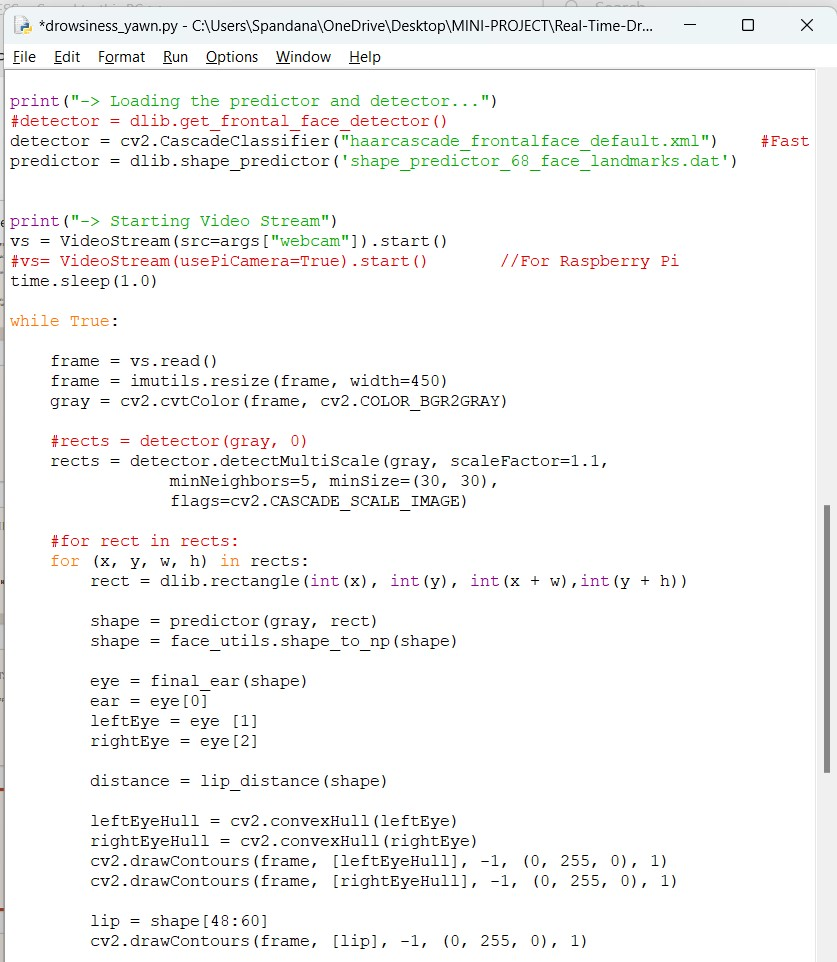 *drowsiness_yawn.py - C:\Users\Spandana\OneDrive\Desktop\MINI-PROJECT\Real-Time-Dr...
File Edit Format Run Options Window Help
print("-> Loading the predictor and detector...")
#detector = dlib.get_frontal_face_detector()
detector = cv2.CascadeClassifier("haarcascade_frontalface_default.xml")    #Fast
predictor = dlib.shape_predictor('shape_predictor_68_face_landmarks.dat')
print("-> Starting Video Stream")
vs = VideoStream(src=args["webcam"]).start()
#vs= VideoStream(usePiCamera=True).start()       //For Raspberry Pi
time.sleep(1.0)
while True:
    frame = vs.read()
    frame = imutils.resize(frame, width=450)
    gray = cv2.cvtColor(frame, cv2.COLOR_BGR2GRAY)
    #rects = detector(gray, 0)
    rects = detector.detectMultiScale(gray, scaleFactor=1.1,
                minNeighbors=5, minSize=(30, 30),
                flags=cv2.CASCADE_SCALE_IMAGE)
    #for rect in rects:
    for (x, y, w, h) in rects:
        rect = dlib.rectangle(int(x), int(y), int(x + w),int(y + h))
        shape = predictor(gray, rect)
        shape = face_utils.shape_to_np(shape)
        eye = final_ear(shape)
        ear = eye[0]
        leftEye = eye [1]
        rightEye = eye[2]
        distance = lip_distance(shape)
        leftEyeHull = cv2.convexHull(leftEye)
        rightEyeHull = cv2.convexHull(rightEye)
        cv2.drawContours(frame, [leftEyeHull], -1, (0, 255, 0), 1)
        cv2.drawContours(frame, [rightEyeHull], -1, (0, 255, 0), 1)
        lip = shape[48:60]
        cv2.drawContours(frame, [lip], -1, (0, 255, 0), 1)